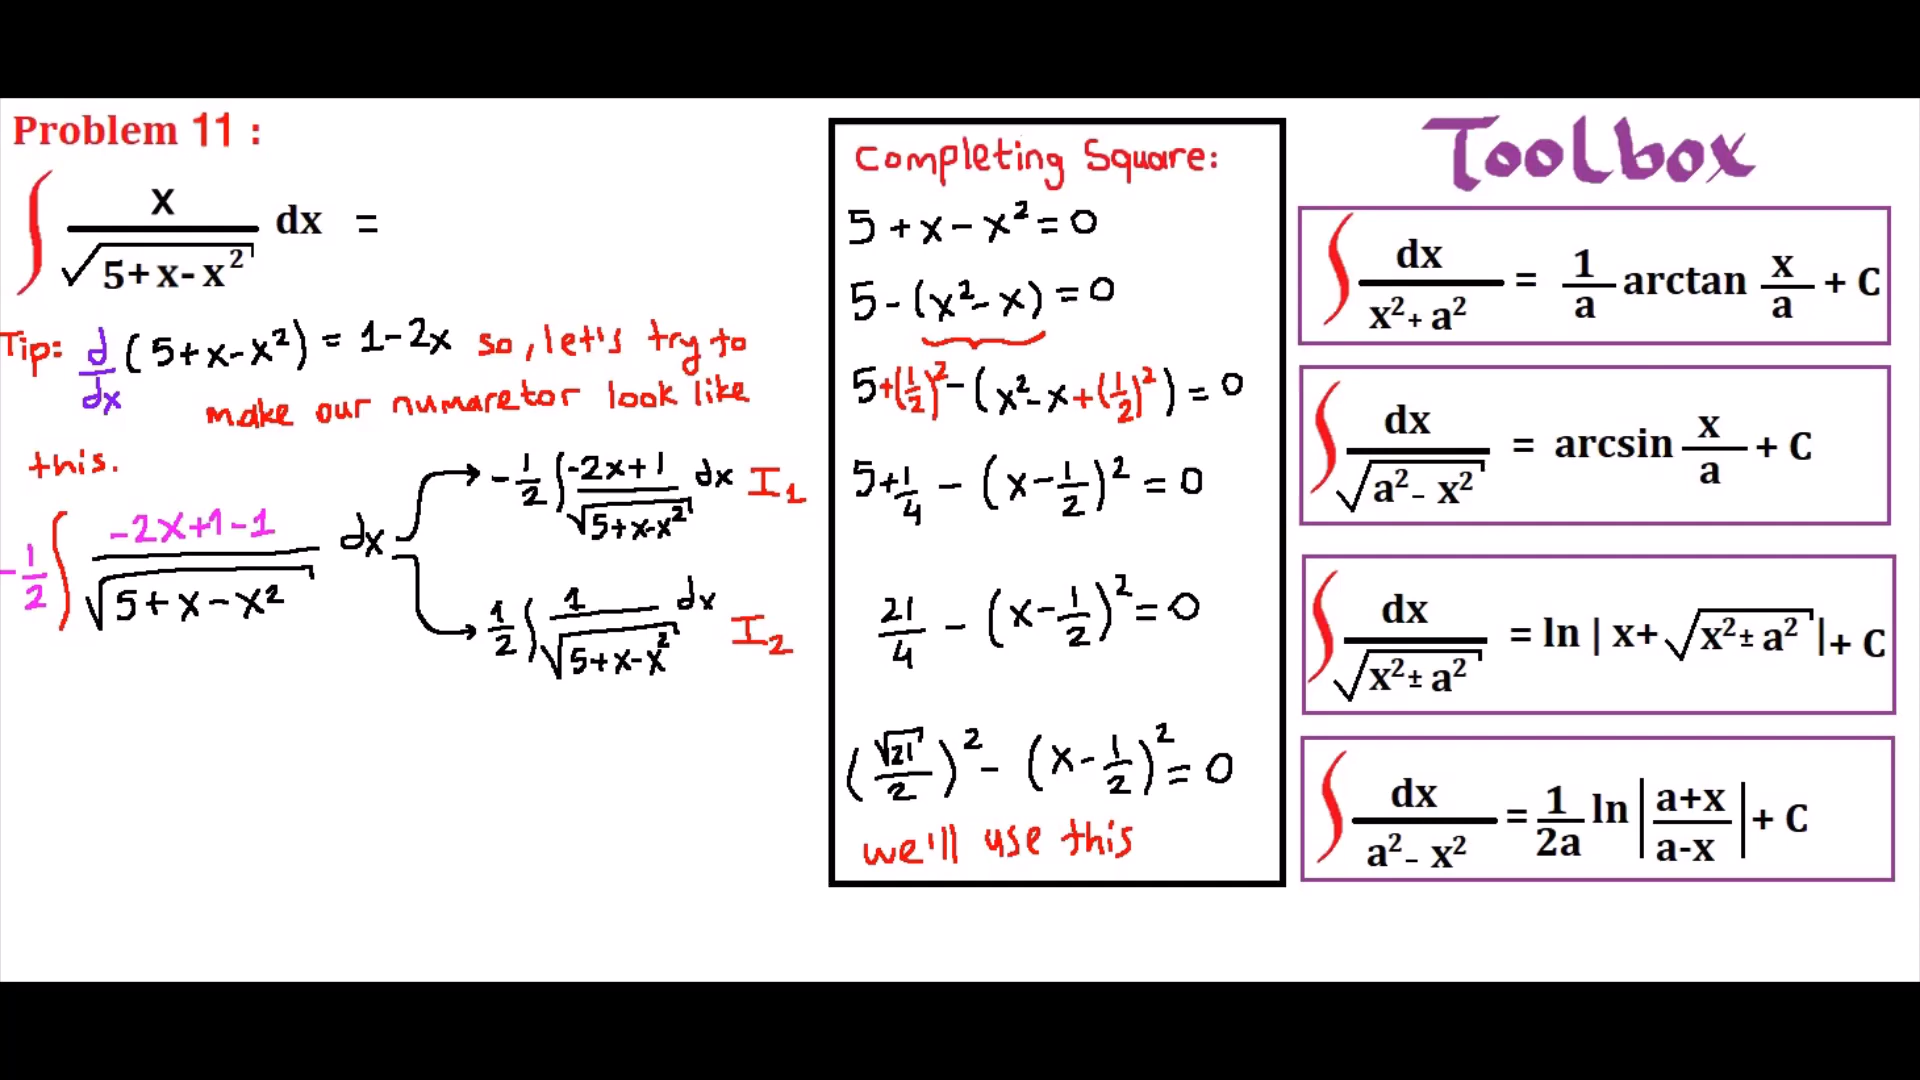 Problem 11 :
∫ x / √(5+x-x²) dx =
Tip: d/dx (5+x-x²) = 1-2x so, let's try to
make our numaretor look like
this.
-1/2 ∫ (-2x+1-1) / √(5+x-x²) dx
-1/2 ∫ (-2x+1) / √(5+x-x²) dx I₁
1/2 ∫ 1 / √(5+x-x²) dx I₂
Completing Square:
5+x-x²=0
5-(x²-x)=0
5+(1/2)²-(x²-x+(1/2)²)=0
5+1/4-(x-1/2)²=0
21/4-(x-1/2)²=0
(√21/2)²-(x-1/2)²=0
we'll use this
Toolbox
∫ dx / (x²+a²) = 1/a arctan x/a + C
∫ dx / √(a²-x²) = arcsin x/a + C
∫ dx / √(x²±a²) = ln | x+√(x²±a²) | + C
∫ dx / (a²-x²) = 1/2a ln | (a+x)/(a-x) | + C